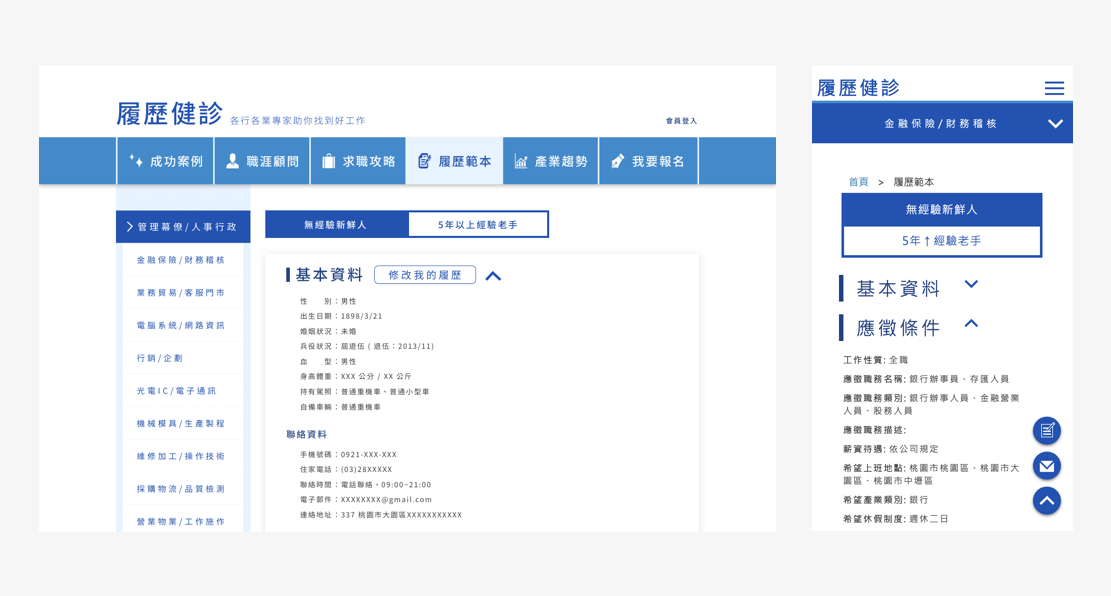 履歷健診
各行各業專家助你找到好工作
會員登入
成功案例
職涯顧問
求職攻略
履歷範本
產業趨勢
我要報名
管理幕僚/人事行政
金融保險/財務稽核
業務貿易/客服門市
電腦系統/網路資訊
行銷/企劃
光電IC/電子通訊
機械模具/生產製程
維修加工/操作技術
採購物流/品質檢測
營業物業/工作施作
無經驗新鮮人
5年以上經驗老手
基本資料
修改我的履歷
性　　別：男性
出生日期：1898/3/21
婚姻狀況：未婚
兵役狀況：屆退伍 ( 退伍：2013/11)
血　　型：男性
身高體重：XXX 公分 / XX 公斤
持有駕照：普通重機車、普通小型車
自備車輛：普通重機車
聯絡資料
手機號碼：0921-XXX-XXX
住家電話：(03)28XXXXX
聯絡時間：電話聯絡，09:00~21:00
電子郵件：XXXXXXXX@gmail.com
連絡地址：337 桃園市大園區XXXXXXXXXXX
履歷健診
金融保險/財務稽核
首頁 > 履歷範本
無經驗新鮮人
5年↑經驗老手
基本資料
應徵條件
工作性質: 全職
應徵職務名稱: 銀行辦事員、存匯人員
應徵職務類別: 銀行辦事人員、金融營業
人員、股務人員
應徵職務描述:
薪資待遇: 依公司規定
希望上班地點: 桃園市桃園區、桃園市大
園區、桃園市中壢區
希望產業類別: 銀行
希望休假制度: 週休二日